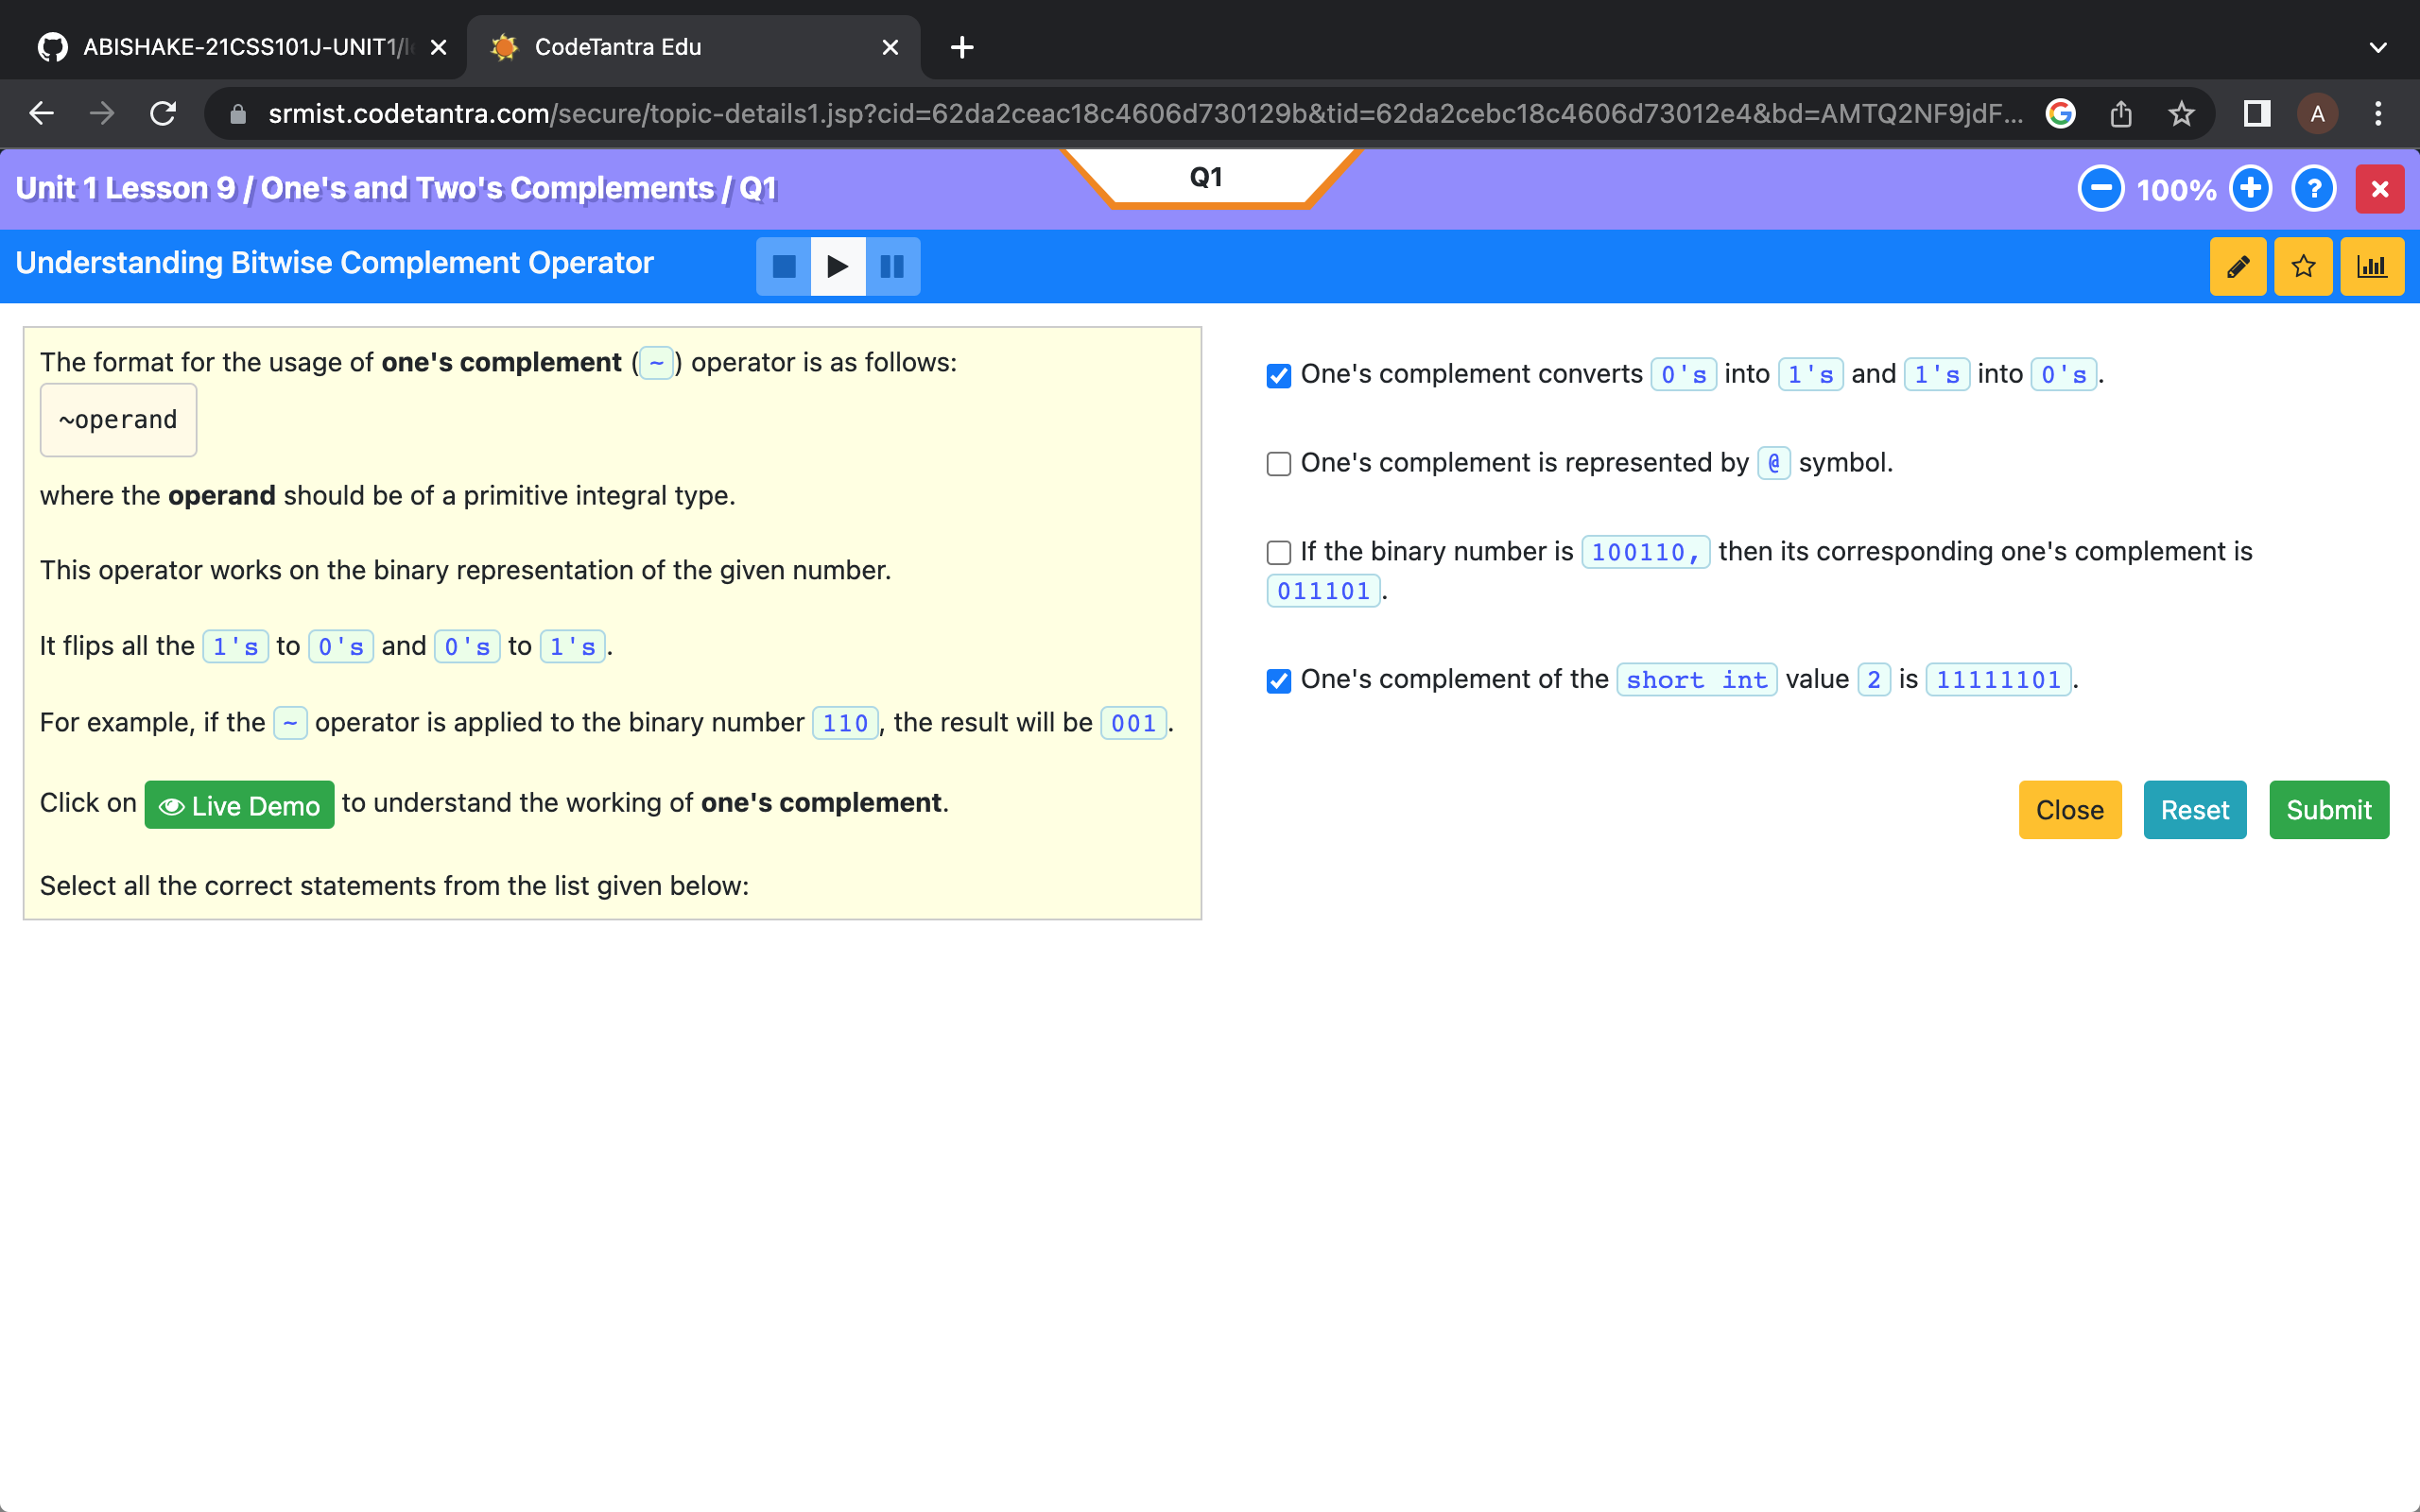 ABISHAKE-21CSS101J-UNIT1/
CodeTantra Edu
srmist.codetantra.com/secure/topic-details1.jsp?cid=62da2ceac18c4606d730129b&tid=62da2cebc18c4606d73012e4&bd=AMTQ2NF9jdF...
A
Unit 1 Lesson 9 / One's and Two's Complements / Q1
Q1
100%
Understanding Bitwise Complement Operator
The format for the usage of one's complement (~) operator is as follows:
~operand
where the operand should be of a primitive integral type.
This operator works on the binary representation of the given number.
It flips all the 1's to 0's and 0's to 1's.
For example, if the ~ operator is applied to the binary number 110, the result will be 001.
Click on Live Demo to understand the working of one's complement.
Select all the correct statements from the list given below:
One's complement converts 0's into 1's and 1's into 0's.
One's complement is represented by @ symbol.
If the binary number is 100110, then its corresponding one's complement is
011101.
One's complement of the short int value 2 is 11111101.
Close Reset Submit